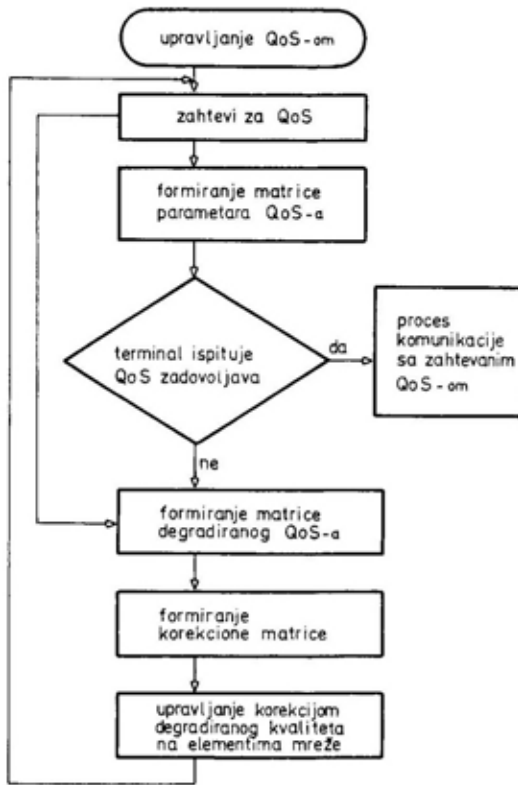 upravljanje QoS-om
zahtevi za QoS
formiranje matrice
parametara QoS-a
terminal ispituje
QoS zadovoljava
da
proces
komunikacije
sa zahtevanim
QoS-om
ne
formiranje matrice
degradiranog QoS-a
formiranje
korekcione matrice
upravljanje korekcijom
degradiranog kvaliteta
na elementima mreže